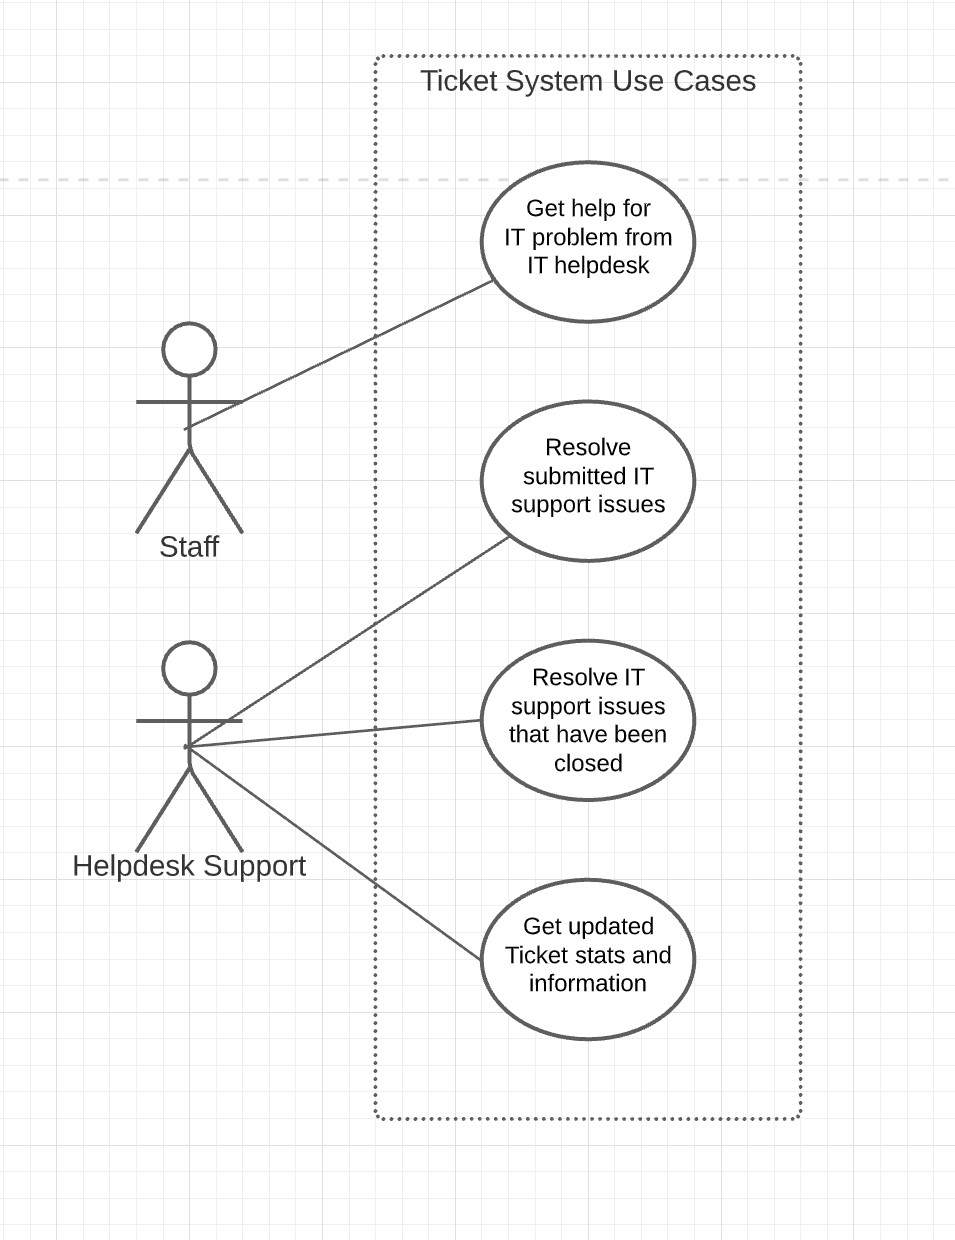 Ticket System Use Cases
Get help for
IT problem from
IT helpdesk
Resolve
submitted IT
support issues
Staff
Resolve IT
support issues
that have been
closed
Helpdesk Support
Get updated
Ticket stats and
information